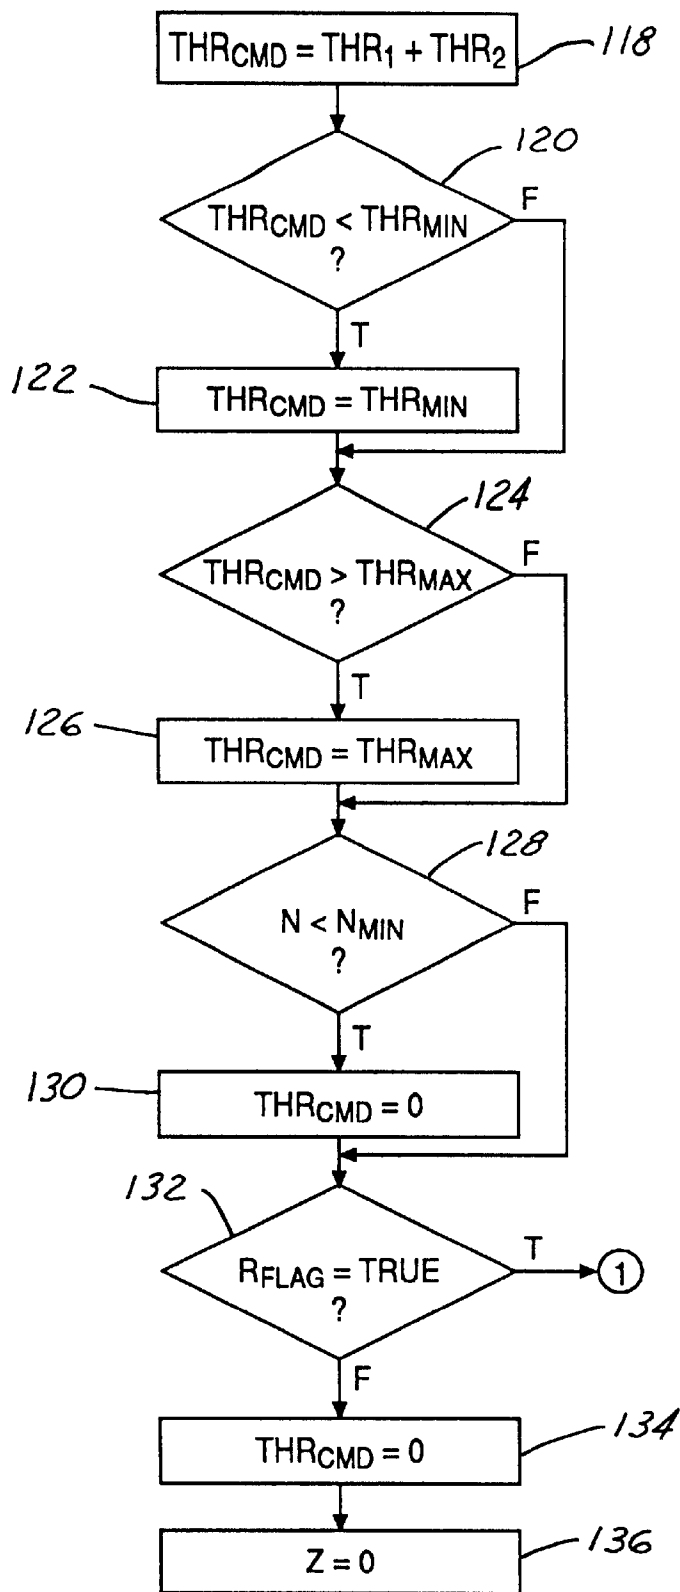 THRCMD = THR1 + THR2
118
120
THRCMD < THRMIN
?
F
T
122
THRCMD = THRMIN
124
THRCMD > THRMAX
?
F
T
126
THRCMD = THRMAX
128
N < NMIN
?
F
T
130
THRCMD = 0
132
RFLAG = TRUE
?
T
1
F
THRCMD = 0
134
Z = 0
136